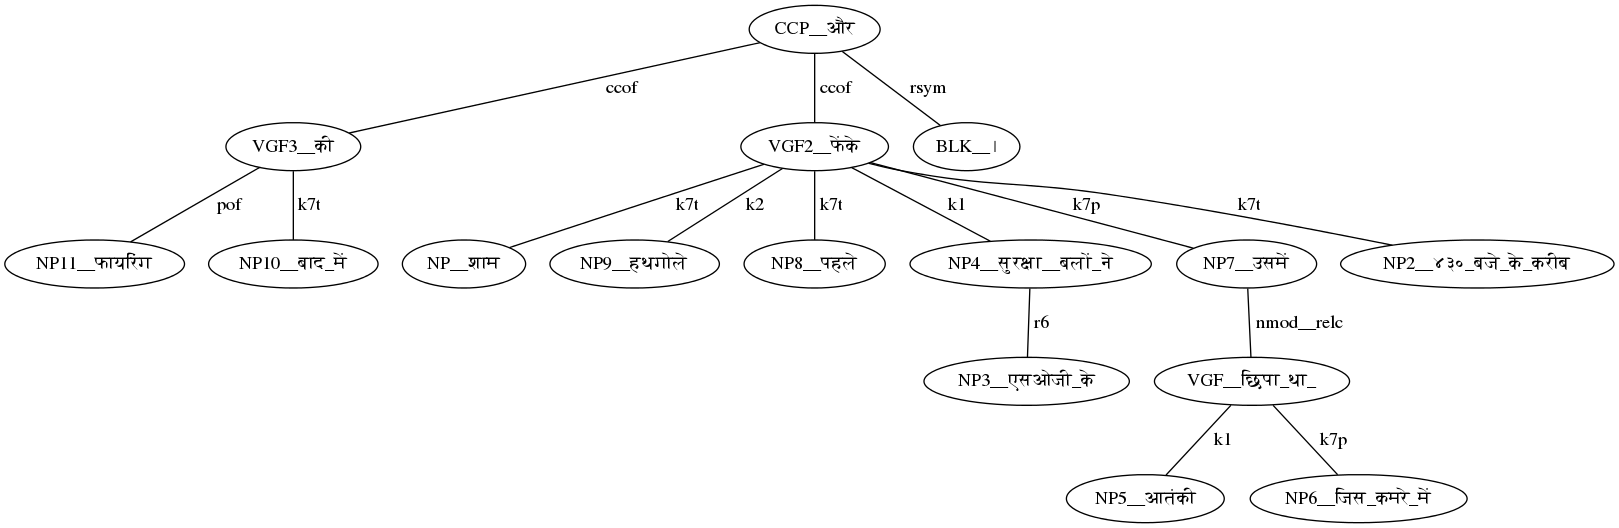 CCP__और
ccof
ccof
rsym
VGF3__की
VGF2__फेंके
BLK__।
pof
k7t
k7t
k2
k7t
k1
k7p
k7t
NP11__फायरिंग
NP10__बाद_में
NP__शाम
NP9__हथगोले
NP8__पहले
NP4__सुरक्षा__बलों_ने
NP7__उसमें
NP2__४३०_बजे_के_करीब
r6
nmod__relc
NP3__एसओजी_के
VGF__छिपा_था_
k1
k7p
NP5__आतंकी
NP6__जिस_कमरे_में